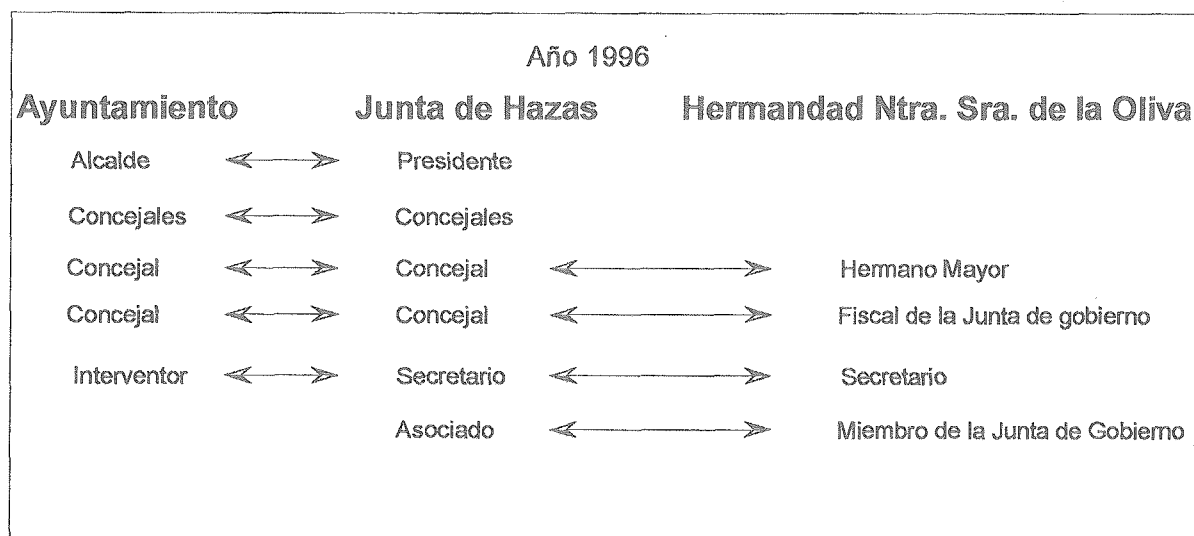 Año 1996
Ayuntamiento Junta de Hazas Hermandad Ntra. Sra. de la Oliva
Alcalde Presidente
Concejales Concejales
Concejal Concejal Hermano Mayor
Concejal Concejal Fiscal de la Junta de gobierno
Interventor Secretario Secretario
Asociado Miembro de la Junta de Gobierno